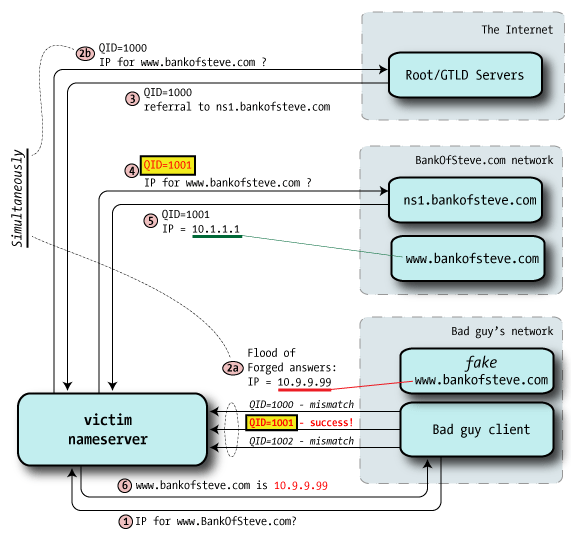 The Internet
2b QID=1000
IP for www.bankofsteve.com ?
Root/GTLD Servers
3 QID=1000
referral to ns1.bankofsteve.com
Simultaneously
BankOfSteve.com network
4 QID=1001
IP for www.bankofsteve.com ?
ns1.bankofsteve.com
5 QID=1001
IP = 10.1.1.1
www.bankofsteve.com
Bad guy's network
2a Flood of
Forged answers:
IP = 10.9.9.99
fake
www.bankofsteve.com
victim
nameserver
QID=1000 - mismatch
QID=1001 - success!
QID=1002 - mismatch
Bad guy client
6 www.bankofsteve.com is 10.9.9.99
1 IP for www.BankOfSteve.com?